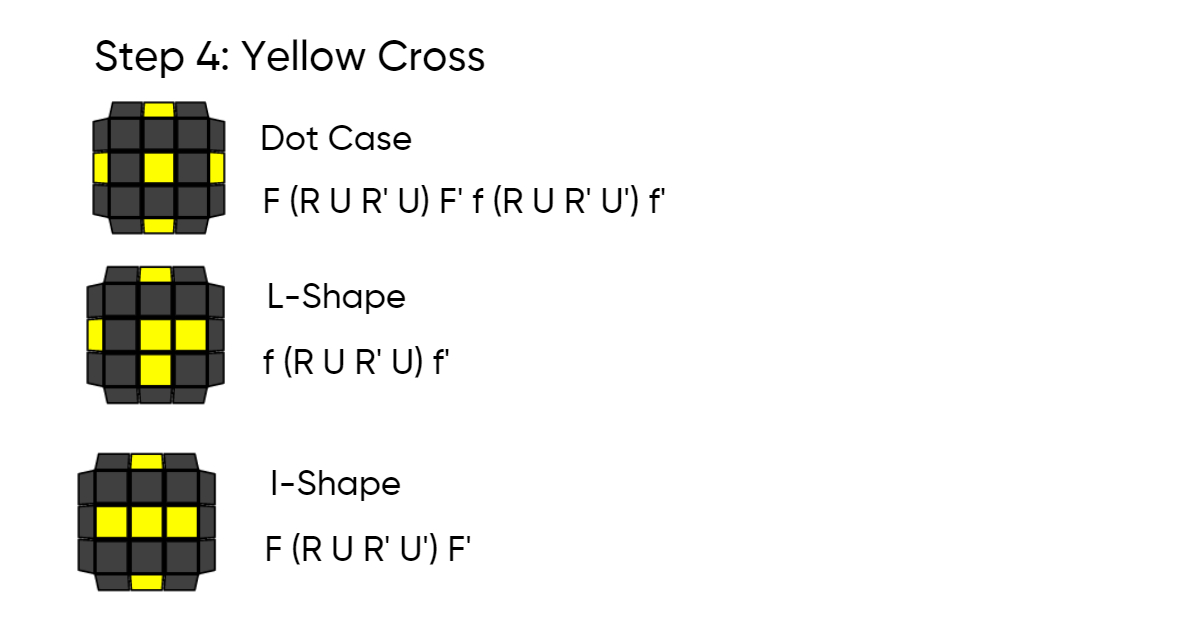 Step 4: Yellow Cross
Dot Case
F (R U R' U) F' f (R U R' U') f'
L-Shape
f (R U R' U) f'
I-Shape
F (R U R' U') F'